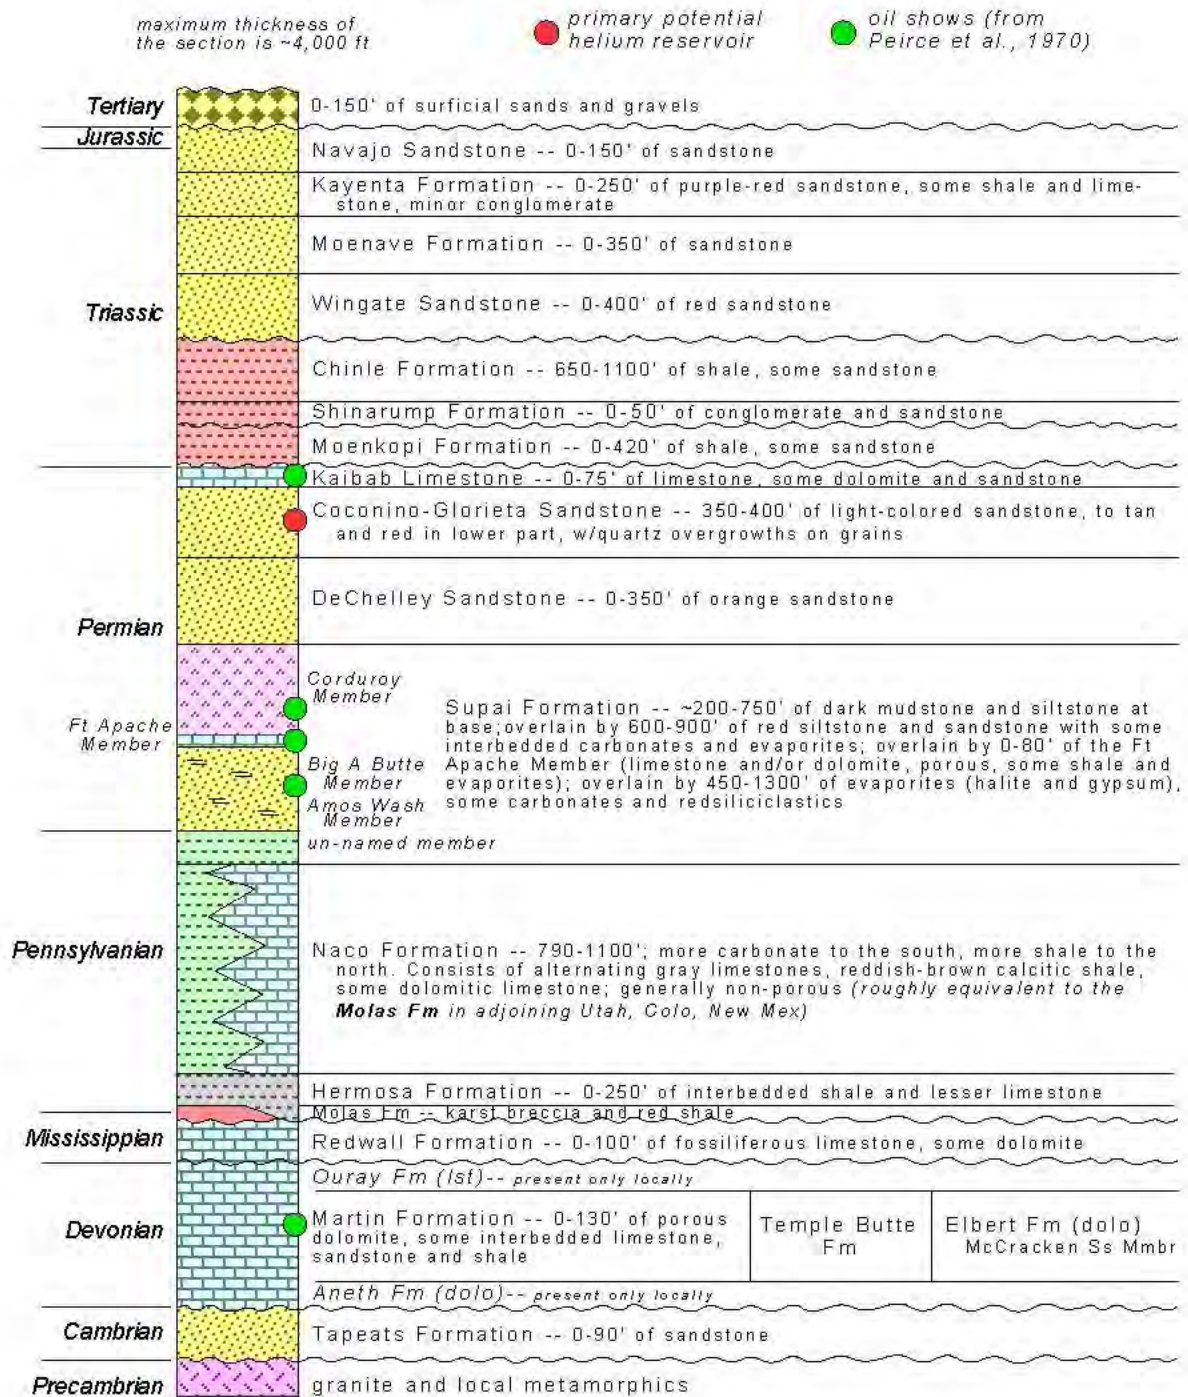 maximum thickness of
the section is ~4,000 ft
primary potential
helium reservoir
oil shows (from
Peirce et al., 1970)
Tertiary
0-150' of surficial sands and gravels
Jurassic
Navajo Sandstone -- 0-150' of sandstone
Kayenta Formation -- 0-250' of purple-red sandstone, some shale and lime-
stone, minor conglomerate
Moenave Formation -- 0-350' of sandstone
Triassic
Wingate Sandstone -- 0-400' of red sandstone
Chinle Formation -- 650-1100' of shale, some sandstone
Shinarump Formation -- 0-50' of conglomerate and sandstone
Moenkopi Formation -- 0-420' of shale, some sandstone
Kaibab Limestone -- 0-75' of limestone, some dolomite and sandstone
Coconino-Glorieta Sandstone -- 350-400' of light-colored sandstone, to tan
and red in lower part, w/quartz overgrowths on grains
DeChelley Sandstone -- 0-350' of orange sandstone
Permian
Corduroy
Member
Ft Apache
Member
Big A Butte
Member
Amos Wash
Member
Supai Formation -- ~200-750' of dark mudstone and siltstone at
base;overlain by 600-900' of red siltstone and sandstone with some
interbedded carbonates and evaporites; overlain by 0-80' of the Ft
Apache Member (limestone and/or dolomite, porous, some shale and
evaporites); overlain by 450-1300' of evaporites (halite and gypsum),
some carbonates and redsiliciclastics
un-named member
Pennsylvanian
Naco Formation -- 790-1100'; more carbonate to the south, more shale to the
north. Consists of alternating gray limestones, reddish-brown calcitic shale,
some dolomitic limestone; generally non-porous (roughly equivalent to the
Molas Fm in adjoining Utah, Colo, New Mex)
Hermosa Formation -- 0-250' of interbedded shale and lesser limestone
Molas Fm -- karst breccia and red shale
Mississippian
Redwall Formation -- 0-100' of fossiliferous limestone, some dolomite
Ouray Fm (lst)-- present only locally
Devonian
Martin Formation -- 0-130' of porous
dolomite, some interbedded limestone,
sandstone and shale
Temple Butte
Fm
Elbert Fm (dolo)
McCracken Ss Mmbr
Aneth Fm (dolo)-- present only locally
Cambrian
Tapeats Formation -- 0-90' of sandstone
Precambrian
granite and local metamorphics